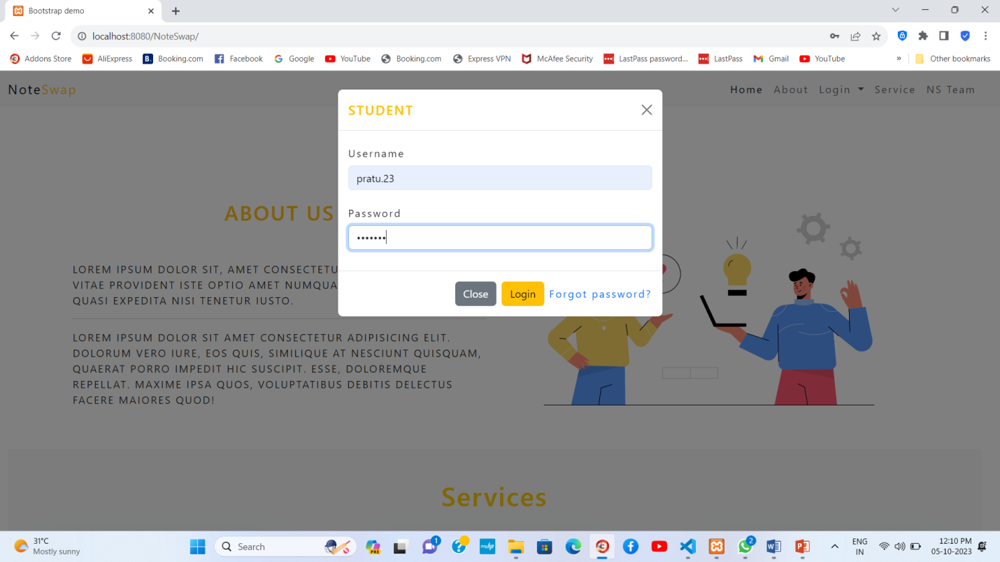 Bootstrap demo
localhost:8080/NoteSwap/
Addons Store AliExpress Booking.com Facebook Google YouTube Booking.com Express VPN McAfee Security LastPass password... LastPass Gmail YouTube » Other bookmarks
NoteSwap Home About Login Service NS Team
STUDENT
Username
pratu.23
Password
•••••••
Close Login Forgot password?
ABOUT US
LOREM IPSUM DOLOR SIT, AMET CONSECTETU
VITAE PROVIDENT ISTE OPTIO AMET NUMQUA
QUASI EXPEDITA NISI TENETUR IUSTO.
LOREM IPSUM DOLOR SIT AMET CONSECTETUR ADIPISICING ELIT.
DOLORUM VERO IURE, EOS QUIS, SIMILIQUE AT NESCIUNT QUISQUAM,
QUAERAT PORRO IMPEDIT HIC SUSCIPIT. ESSE, DOLOREMQUE
REPELLAT. MAXIME IPSA QUOS, VOLUPTATIBUS DEBITIS DELECTUS
FACERE MAIORES QUOD!
Services
31°C
Mostly sunny
Search
PRE
1
myhp
2
ENG
IN
12:10 PM
05-10-2023